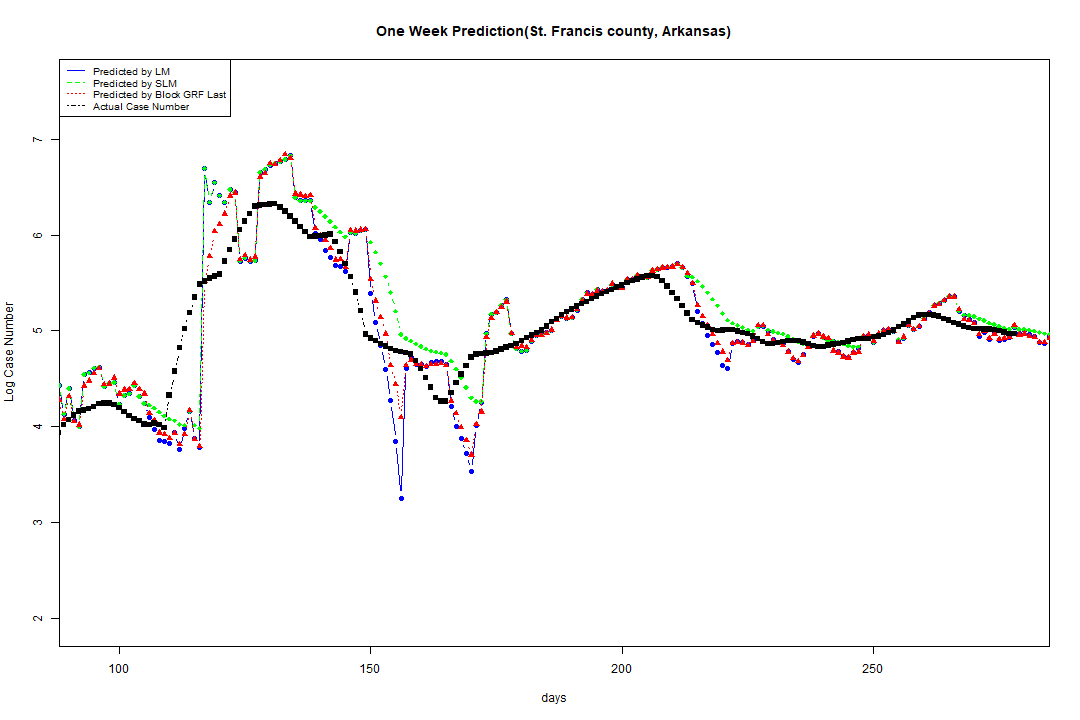 One Week Prediction(St. Francis county, Arkansas)
Predicted by LM
Predicted by SLM
Predicted by Block GRF Last
Actual Case Number
7
6
5
4
3
2
Log Case Number
100
150
200
250
days